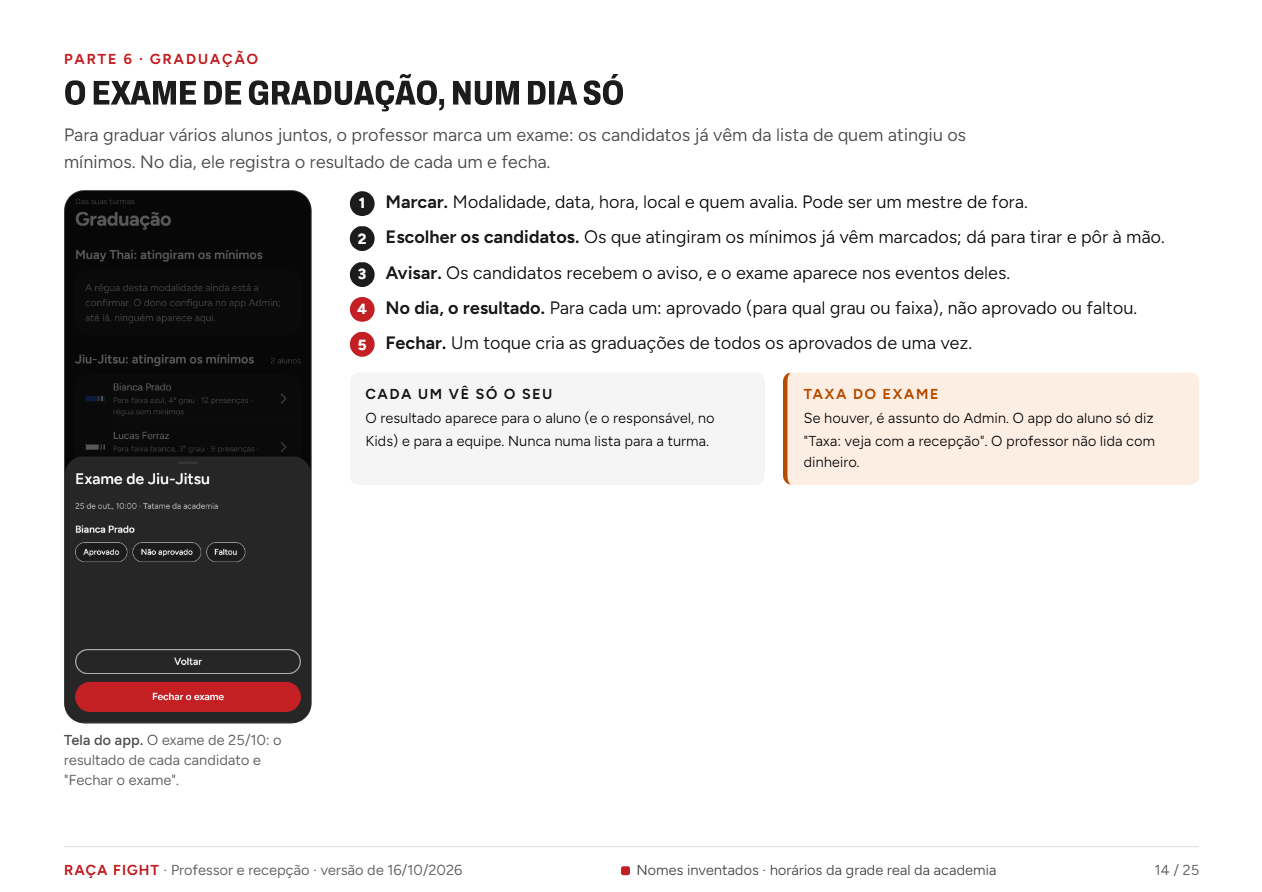 PARTE 6 · GRADUAÇÃO
O EXAME DE GRADUAÇÃO, NUM DIA SÓ
Para graduar vários alunos juntos, o professor marca um exame: os candidatos já vêm da lista de quem atingiu os
mínimos. No dia, ele registra o resultado de cada um e fecha.
Das suas turmas
Graduação
Muay Thai: atingiram os mínimos
A régua desta modalidade ainda está a
confirmar. O dono configura no app Admin;
até lá, ninguém aparece aqui.
Jiu-Jitsu: atingiram os mínimos 2 alunos
Bianca Prado
Para faixa azul, 4º grau · 12 presenças ·
régua sem mínimos
Lucas Ferraz
Para faixa branca, 3º grau · 9 presenças ·
Exame de Jiu-Jitsu
25 de out., 10:00 · Tatame da academia
Bianca Prado
Aprovado Não aprovado Faltou
Voltar
Fechar o exame
Tela do app. O exame de 25/10: o
resultado de cada candidato e
"Fechar o exame".
1 Marcar. Modalidade, data, hora, local e quem avalia. Pode ser um mestre de fora.
2 Escolher os candidatos. Os que atingiram os mínimos já vêm marcados; dá para tirar e pôr à mão.
3 Avisar. Os candidatos recebem o aviso, e o exame aparece nos eventos deles.
4 No dia, o resultado. Para cada um: aprovado (para qual grau ou faixa), não aprovado ou faltou.
5 Fechar. Um toque cria as graduações de todos os aprovados de uma vez.
CADA UM VÊ SÓ O SEU
O resultado aparece para o aluno (e o responsável, no
Kids) e para a equipe. Nunca numa lista para a turma.
TAXA DO EXAME
Se houver, é assunto do Admin. O app do aluno só diz
"Taxa: veja com a recepção". O professor não lida com
dinheiro.
RAÇA FIGHT · Professor e recepção · versão de 16/10/2026
Nomes inventados · horários da grade real da academia
14 / 25